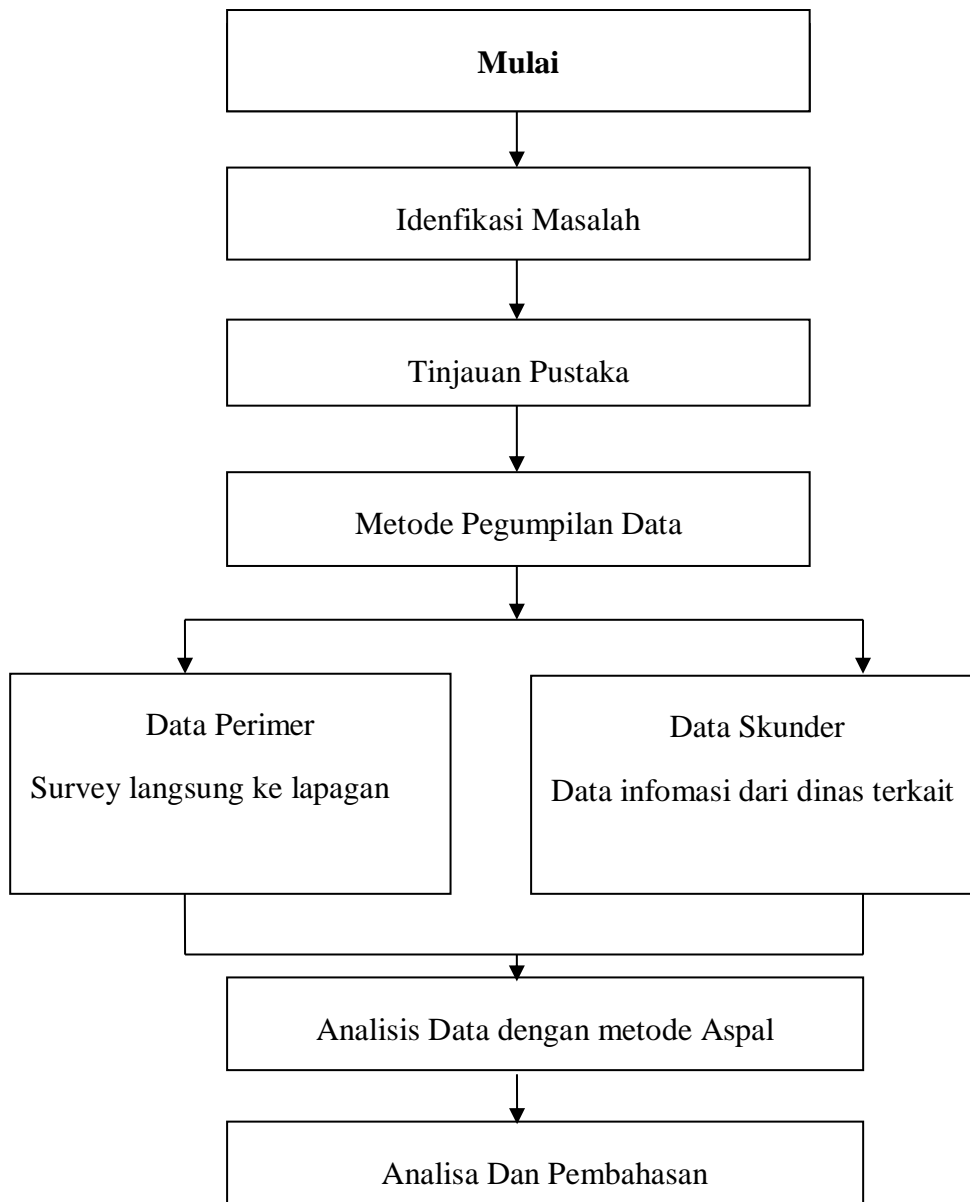 Mulai
Idenfikasi Masalah
Tinjauan Pustaka
Metode Pegumpilan Data
Data Perimer
Survey langsung ke lapagan
Data Skunder
Data infomasi dari dinas terkait
Analisis Data dengan metode Aspal
Analisa Dan Pembahasan